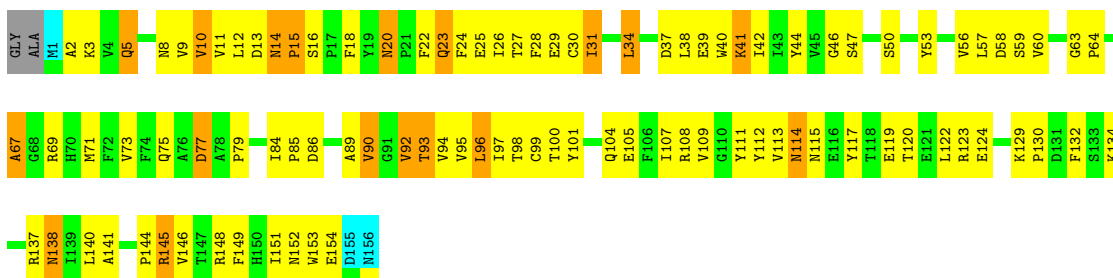 GLY ALA M1 A2 K3 V4 Q5 N8 V9 V10 V11 L12 D13 N14 P15 S16 P17 F18 Y19 N20 P21 F22 Q23 F24 E25 I26 T27 F28 E29 C30 I31 L34 D37 L38 E39 W40 K41 I42 I43 Y44 V45 G46 S47 S50 Y53 V56 L57 D58 S59 V60 G63 P64
A67 G68 R69 H70 M71 F72 V73 F74 Q75 A76 D77 A78 P79 I84 P85 D86 A89 V90 G91 V92 T93 V94 V95 L96 I97 T98 C99 T100 Y101 Q104 E105 F106 I107 R108 V109 G110 Y111 Y112 V113 N114 N115 E116 Y117 T118 E119 T120 E121 L122 R123 E124 K129 P130 D131 F132 S133
R137 N138 I139 L140 A141 P144 R145 V146 T147 R148 F149 H150 I151 N152 W153 E154 D155 N156